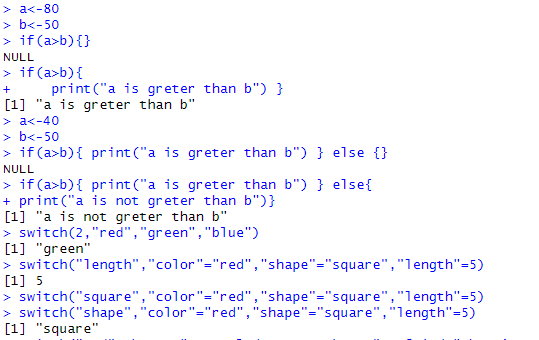 > a<-80
> b<-50
> if(a>b){}
NULL
> if(a>b){
+     print("a is greter than b") }
[1] "a is greter than b"
> a<-40
> b<-50
> if(a>b){ print("a is greter than b") } else {}
NULL
> if(a>b){ print("a is greter than b") } else{
+ print("a is not greter than b")}
[1] "a is not greter than b"
> switch(2,"red","green","blue")
[1] "green"
> switch("length","color"="red","shape"="square","length"=5)
[1] 5
> switch("square","color"="red","shape"="square","length"=5)
> switch("shape","color"="red","shape"="square","length"=5)
[1] "square"